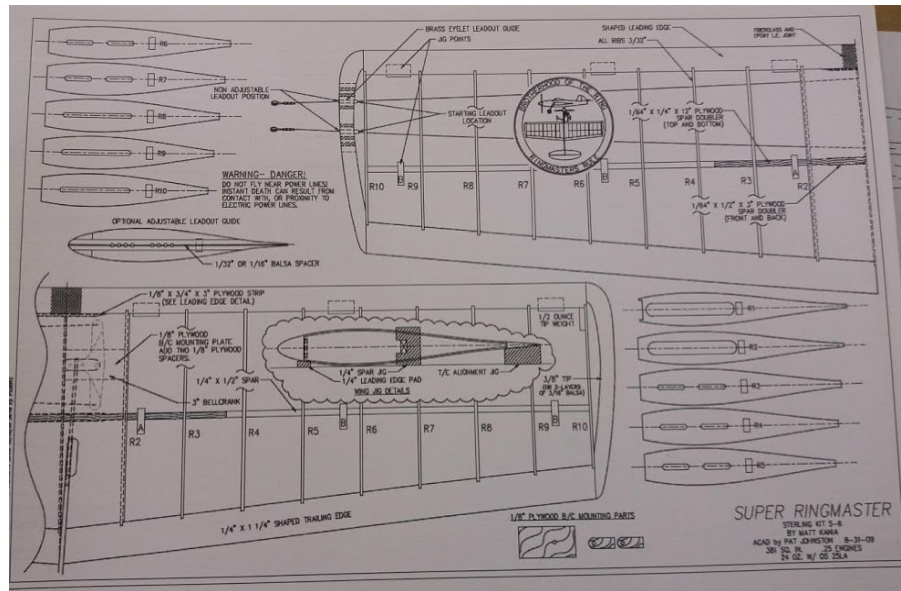 R6
R7
R8
R9
R10
BRASS EYELET LEADOUT GUIDE
JIG POINTS
NON ADJUSTABLE
LEADOUT POSITION
STARTING LEADOUT
LOCATION
SHAPED LEADING EDGE
ALL RIBS 3/32"
FIBERGLASS AND
EPOXY L.E. JOINT
BROTHERHOOD OF THE RING
RINGMASTERS RULE
1/64" X 1/4" X 12" PLYWOOD
SPAR DOUBLER
(TOP AND BOTTOM)
1/64" X 1/2" X 3" PLYWOOD
SPAR DOUBLER
(FRONT AND BACK)
R10
B
R9
R8
R7
R6
B
R5
R4
R3
A
R2
WARNING- DANGER!
DO NOT FLY NEAR POWER LINES!
INSTANT DEATH CAN RESULT FROM
CONTACT WITH, OR PROXIMITY TO
ELECTRIC POWER LINES.
OPTIONAL ADJUSTABLE LEADOUT GUIDE
1/32" OR 1/16" BALSA SPACER
1/8" X 3/4" X 3" PLYWOOD STRIP
(SEE LEADING EDGE DETAIL)
1/8" PLYWOOD
B/C MOUNTING PLATE
ADD TWO 1/8" PLYWOOD
SPACERS.
3" BELLCRANK
1/4" X 1/2" SPAR
1/4" SPAR JIG
1/4" LEADING EDGE PAD
WING JIG DETAILS
T/E ALIGNMENT JIG
1/2 OUNCE
TIP WEIGHT
3/8" TIP
(OR 2-LAYERS
OF 3/16" BALSA)
A
R2
R3
R4
R5
B
R6
R7
R8
R9
B
R10
1/4" X 1 1/4" SHAPED TRAILING EDGE
R1
R2
R3
R4
R5
1/8" PLYWOOD B/C MOUNTING PARTS
SUPER RINGMASTER
STERLING KIT S-6
BY MATT KANIA
ACAD by PAT JOHNSTON 8-31-09
381 SQ. IN. .25 ENGINES
24 OZ. W/ OS 25LA